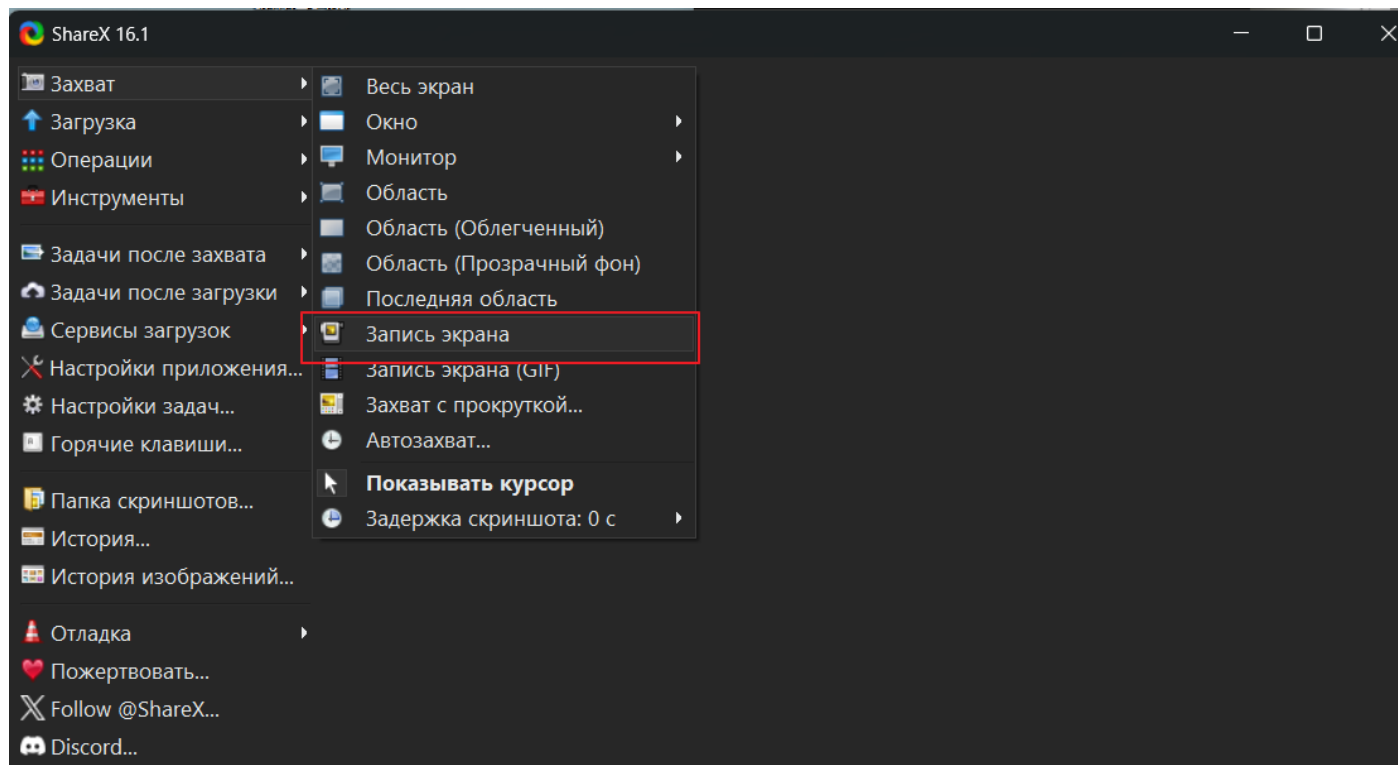 ShareX 16.1
Захват
Загрузка
Операции
Инструменты
Задачи после захвата
Задачи после загрузки
Сервисы загрузок
Настройки приложения...
Настройки задач...
Горячие клавиши...
Папка скриншотов...
История...
История изображений...
Отладка
Пожертвовать...
Follow @ShareX...
Discord...
Весь экран
Окно
Монитор
Область
Область (Облегченный)
Область (Прозрачный фон)
Последняя область
Запись экрана
Запись экрана (GIF)
Захват с прокруткой...
Автозахват...
Показывать курсор
Задержка скриншота: 0 с